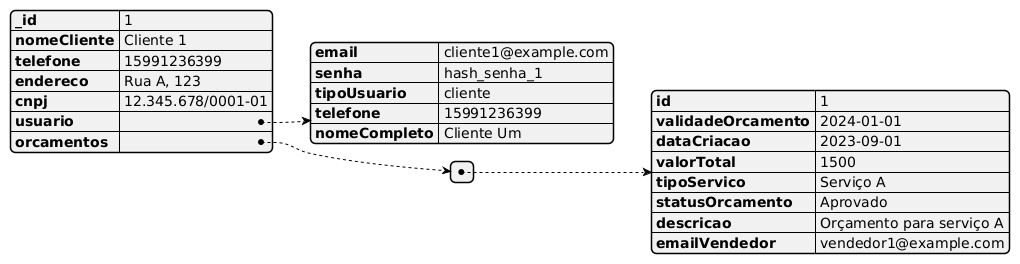 _id 1
nomeCliente Cliente 1
telefone 15991236399
endereco Rua A, 123
cnpj 12.345.678/0001-01
usuario
orcamentos
email cliente1@example.com
senha hash_senha_1
tipoUsuario cliente
telefone 15991236399
nomeCompleto Cliente Um
id 1
validadeOrcamento 2024-01-01
dataCriacao 2023-09-01
valorTotal 1500
tipoServico Serviço A
statusOrcamento Aprovado
descricao Orçamento para serviço A
emailVendedor vendedor1@example.com